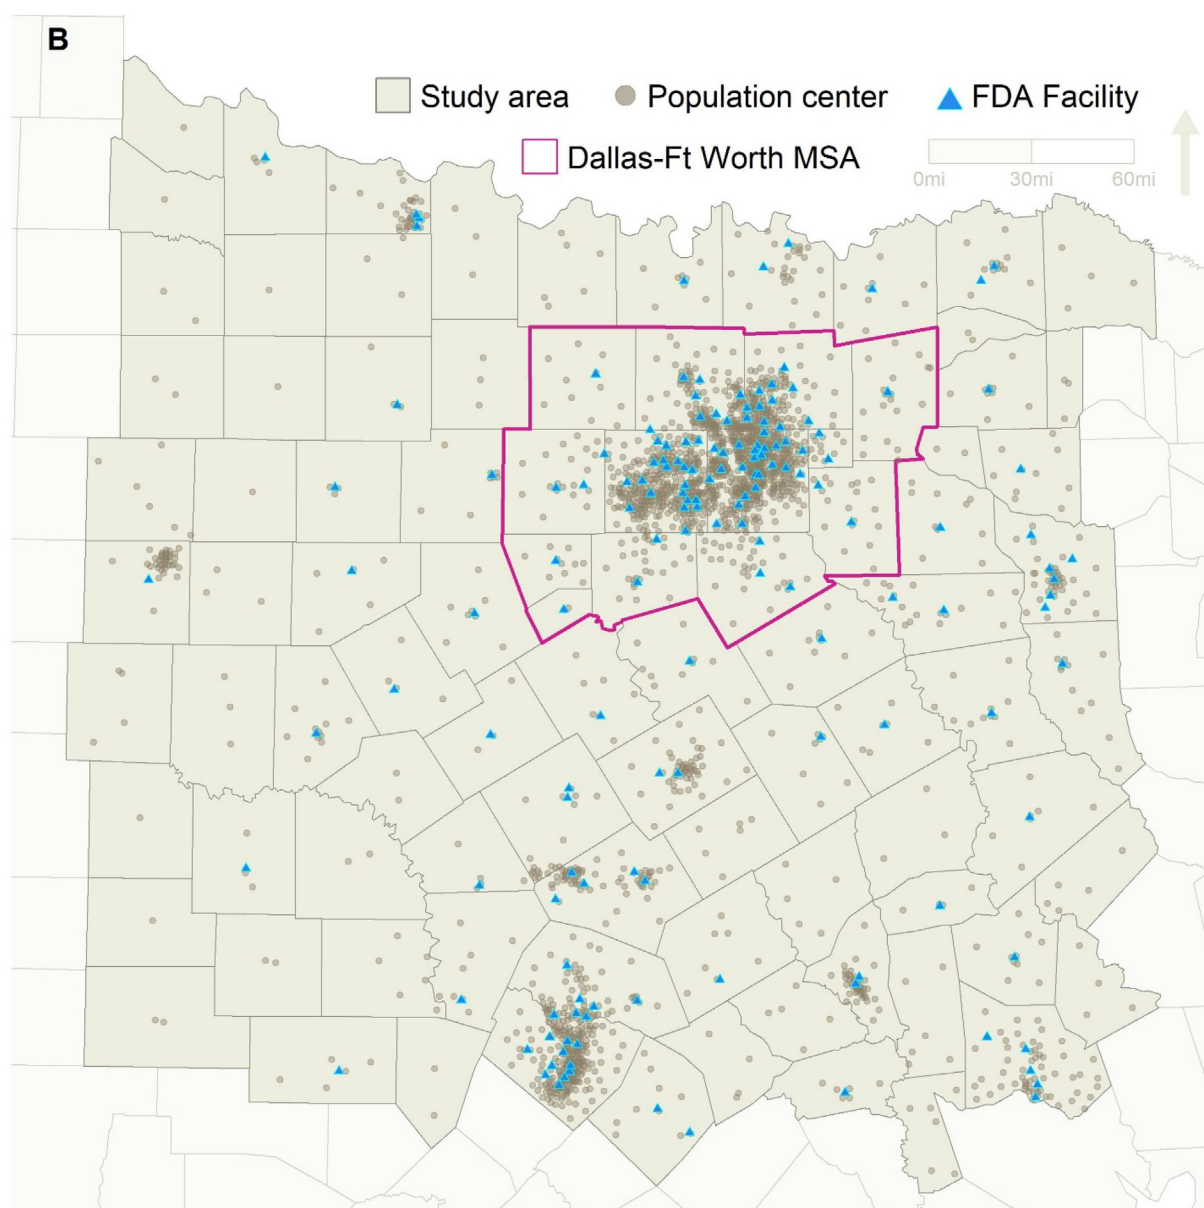 B
Study area Population center FDA Facility
Dallas-Ft Worth MSA
0mi 30mi 60mi